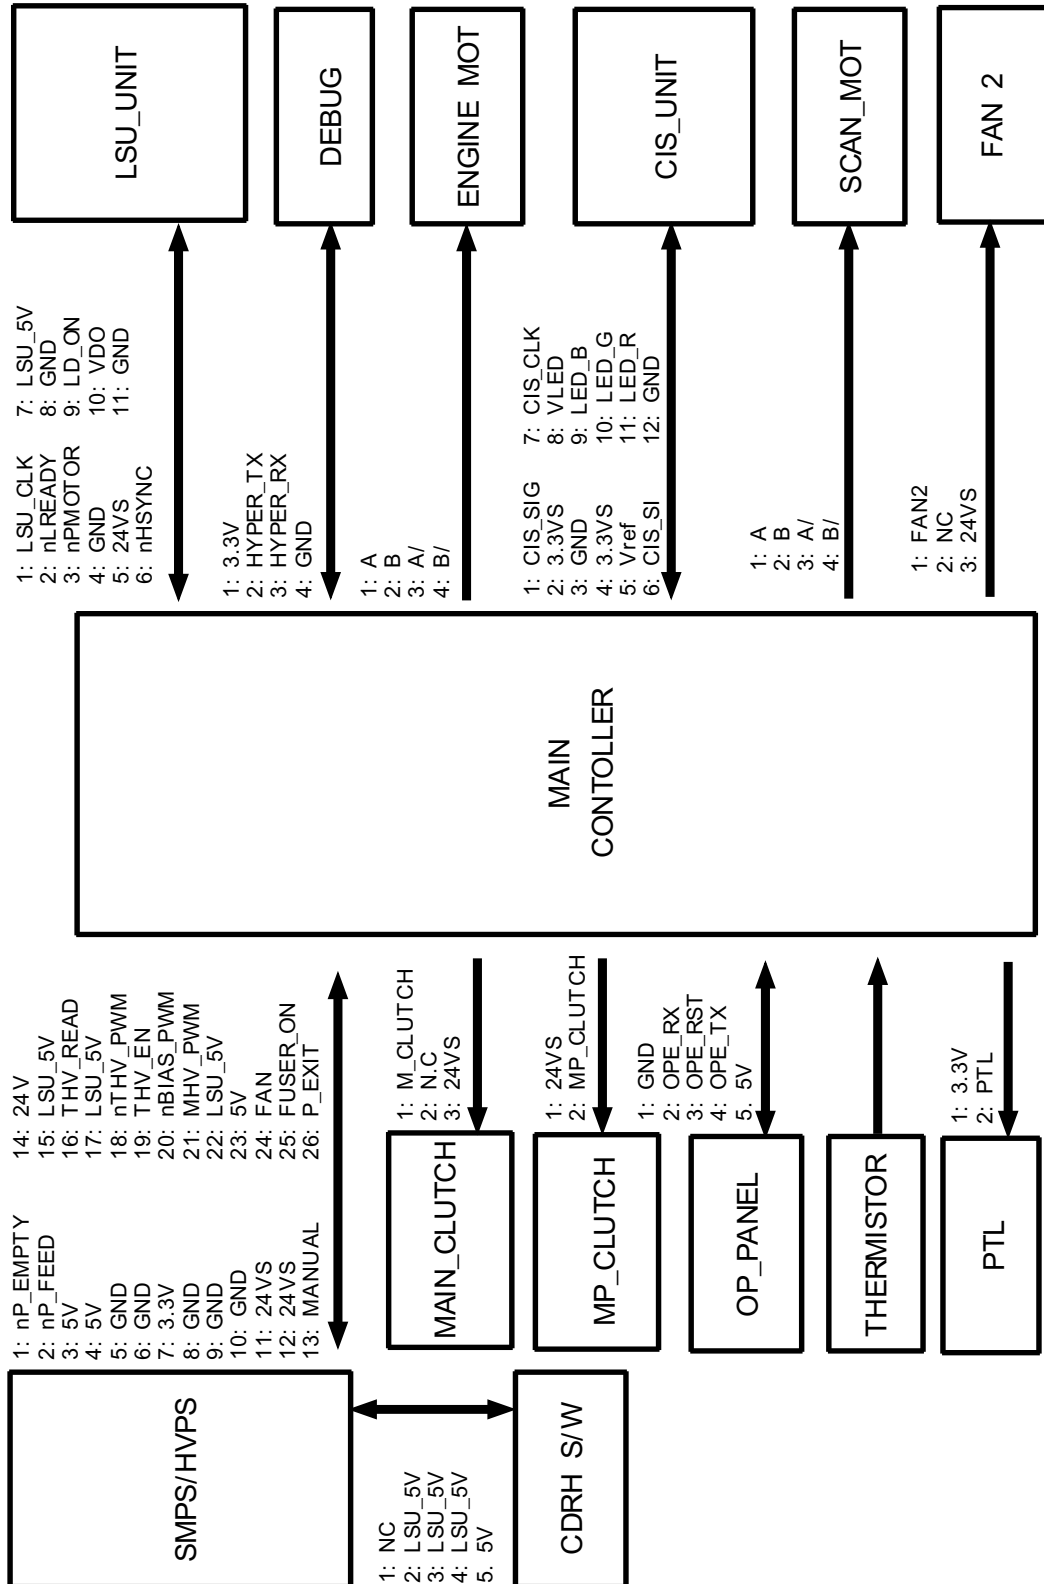 LSU_UNIT
DEBUG
ENGINE MOT
CIS_UNIT
SCAN_MOT
FAN 2
1: LSU_CLK
2: nLREADY
3: nPMOTOR
4: GND
5: 24VS
6: nHSYNC
7: LSU_5V
8: GND
9: LD_ON
10: VDO
11: GND
1: 3.3V
2: HYPER_TX
3: HYPER_RX
4: GND
1: A
2: B
3: A/
4: B/
1: CIS_SIG
2: 3.3VS
3: GND
4: 3.3VS
5: Vref
6: CIS_SI
7: CIS_CLK
8: VLED
9: LED_B
10: LED_G
11: LED_R
12: GND
1: A
2: B
3: A/
4: B/
1: FAN2
2: NC
3: 24VS
MAIN
CONTOLLER
1: nP_EMPTY
2: nP_FEED
3: 5V
4: 5V
5: GND
6: GND
7: 3.3V
8: GND
9: GND
10: GND
11: 24VS
12: 24VS
13: MANUAL
14: 24V
15: LSU_5V
16: THV_READ
17: LSU_5V
18: nTHV_PWM
19: THV_EN
20: nBIAS_PWM
21: MHV_PWM
22: LSU_5V
23: 5V
24: FAN
25: FUSER_ON
26: P_EXIT
1: M_CLUTCH
2: N.C
3: 24VS
1: 24VS
2: MP_CLUTCH
1: GND
2: OPE_RX
3: OPE_RST
4: OPE_TX
5. 5V
1: 3.3V
2: PTL
MAIN_CLUTCH
MP_CLUTCH
OP_PANEL
THERMISTOR
PTL
SMPS/HVPS
1: NC
2: LSU_5V
3: LSU_5V
4: LSU_5V
5. 5V
CDRH S/W